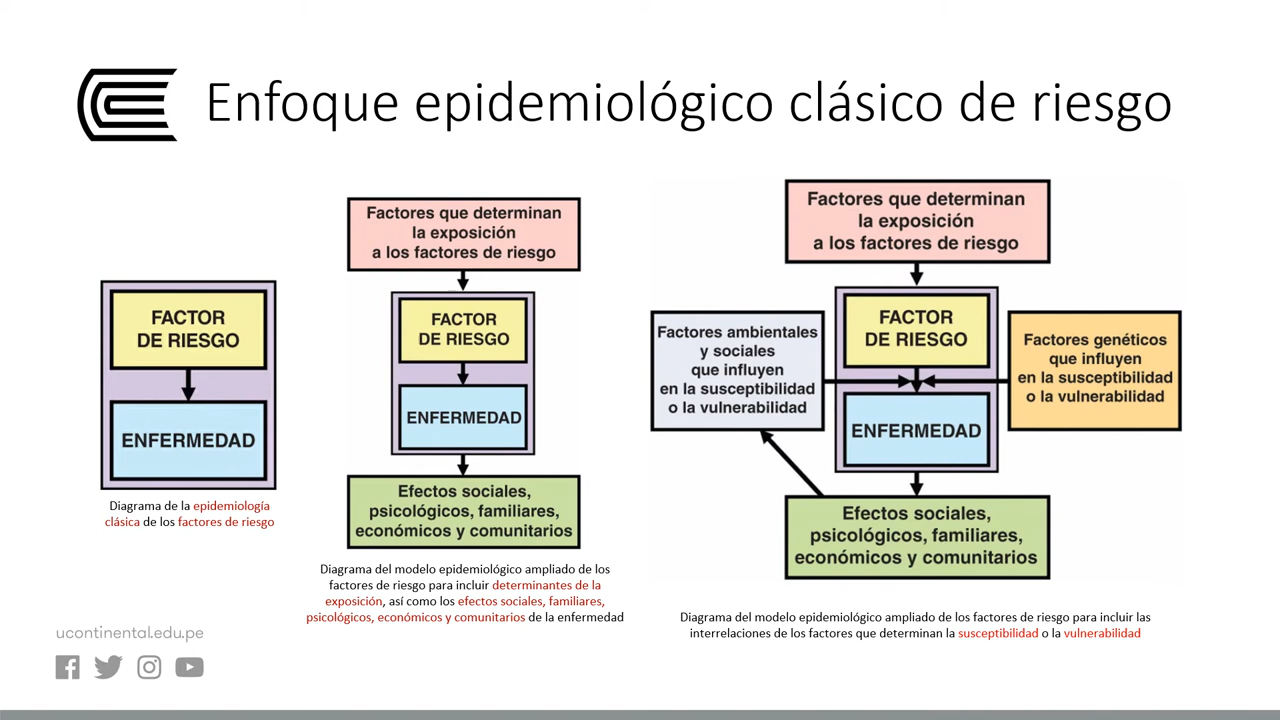 Enfoque epidemiológico clásico de riesgo
FACTOR
DE RIESGO
ENFERMEDAD
Diagrama de la epidemiología
clásica de los factores de riesgo
Factores que determinan
la exposición
a los factores de riesgo
FACTOR
DE RIESGO
ENFERMEDAD
Efectos sociales,
psicológicos, familiares,
económicos y comunitarios
Diagrama del modelo epidemiológico ampliado de los
factores de riesgo para incluir determinantes de la
exposición, así como los efectos sociales, familiares,
psicológicos, económicos y comunitarios de la enfermedad
Factores que determinan
la exposición
a los factores de riesgo
Factores ambientales
y sociales
que influyen
en la susceptibilidad
o la vulnerabilidad
FACTOR
DE RIESGO
ENFERMEDAD
Factores genéticos
que influyen
en la susceptibilidad
o la vulnerabilidad
Efectos sociales,
psicológicos, familiares,
económicos y comunitarios
Diagrama del modelo epidemiológico ampliado de los factores de riesgo para incluir las
interrelaciones de los factores que determinan la susceptibilidad o la vulnerabilidad
ucontinental.edu.pe